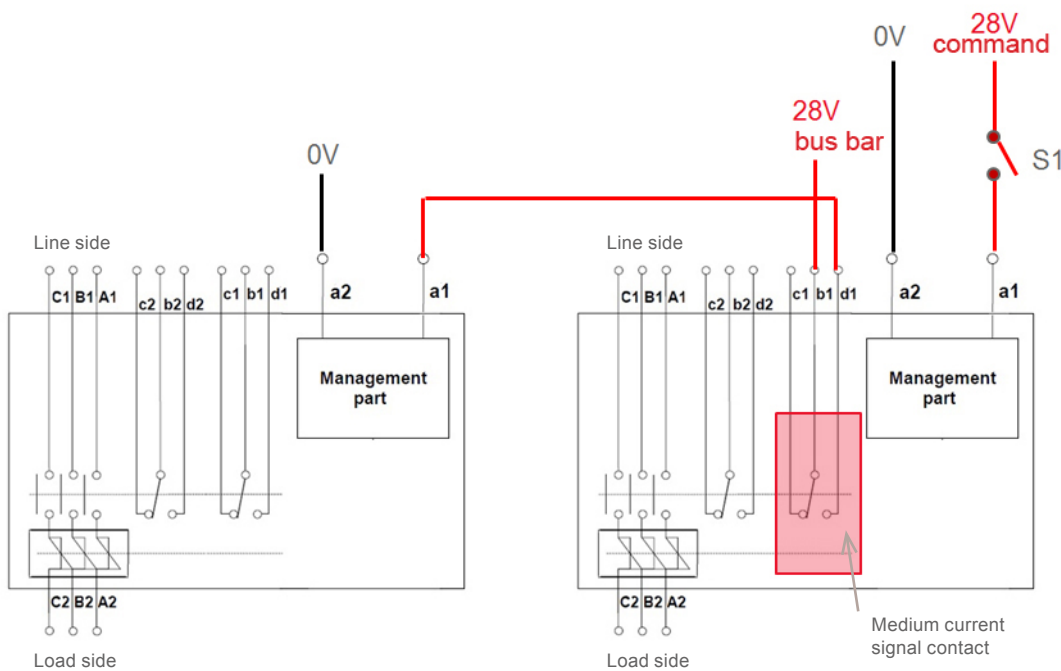 0V
28V
command
28V
bus bar
S1
0V
Line side
C1 B1 A1
c2 b2 d2
c1 b1 d1
a2
a1
Management
part
C2 B2 A2
Load side
Line side
C1 B1 A1
c2 b2 d2
c1 b1 d1
a2
a1
Management
part
C2 B2 A2
Load side
Medium current
signal contact